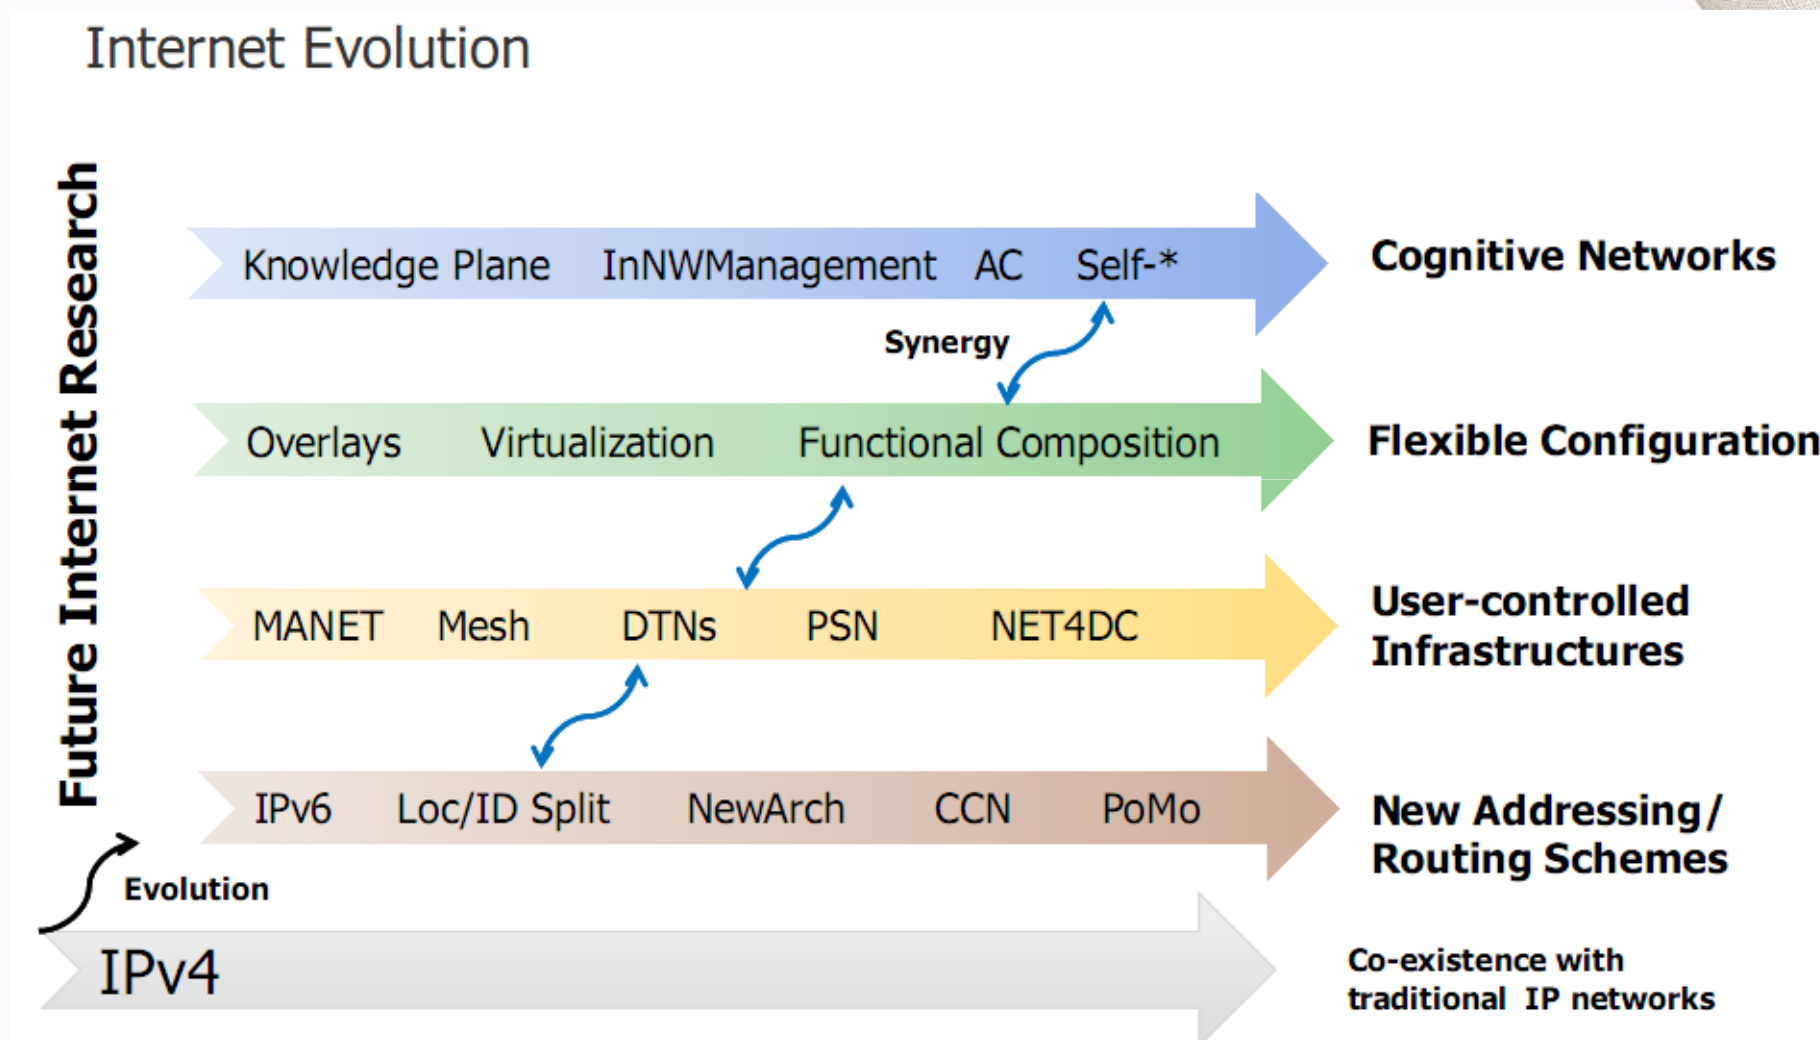 Internet Evolution
Future Internet Research
Knowledge Plane InNWManagement AC Self-*
Cognitive Networks
Synergy
Overlays Virtualization Functional Composition
Flexible Configuration
MANET Mesh DTNs PSN NET4DC
User-controlled
Infrastructures
IPv6 Loc/ID Split NewArch CCN PoMo
New Addressing/
Routing Schemes
Evolution
IPv4
Co-existence with
traditional IP networks